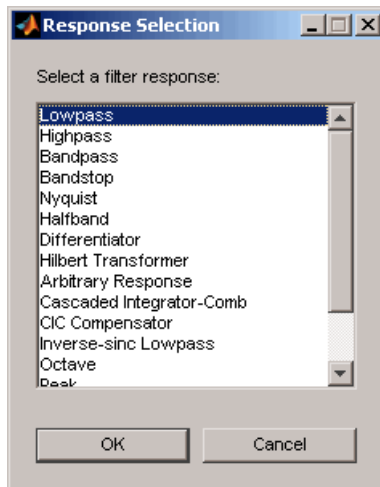 Response Selection
Select a filter response:
Lowpass
Highpass
Bandpass
Bandstop
Nyquist
Halfband
Differentiator
Hilbert Transformer
Arbitrary Response
Cascaded Integrator-Comb
CIC Compensator
Inverse-sinc Lowpass
Octave
Peak
OK Cancel